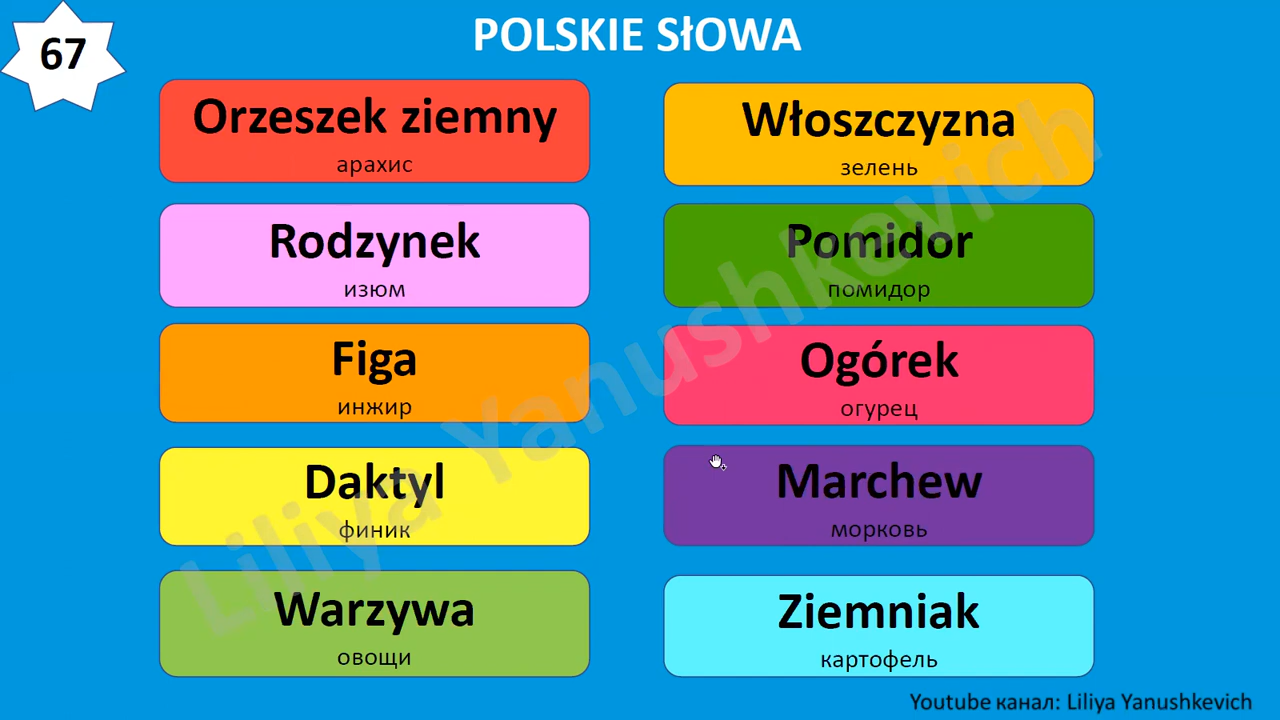 67
POLSKIE SŁOWA
Orzeszek ziemny
арахис
Rodzynek
изюм
Figa
инжир
Daktyl
финик
Warzywa
овощи
Włoszczyzna
зелень
Pomidor
помидор
Ogórek
огурец
Marchew
морковь
Ziemniak
картофель
Liliya Yanushkevich
Youtube канал: Liliya Yanushkevich